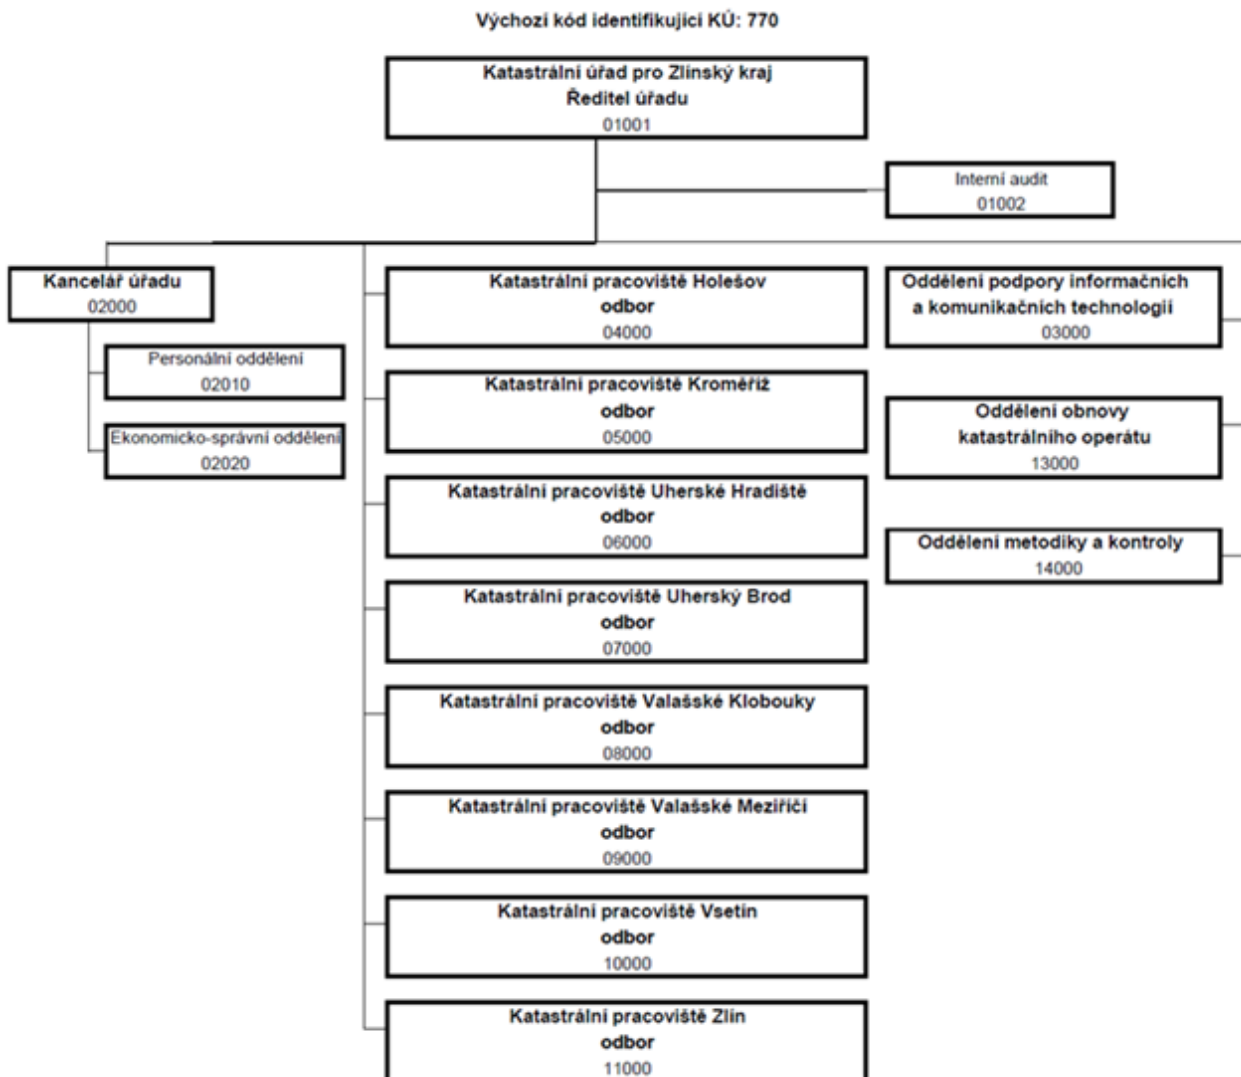 Výchozí kód identifikující KÚ: 770
Katastrální úřad pro Zlínský kraj
Ředitel úřadu
01001
Interní audit
01002
Kancelář úřadu
02000
Personální oddělení
02010
Ekonomicko-správní oddělení
02020
Katastrální pracoviště Holešov
odbor
04000
Katastrální pracoviště Kroměříž
odbor
05000
Katastrální pracoviště Uherské Hradiště
odbor
06000
Katastrální pracoviště Uherský Brod
odbor
07000
Katastrální pracoviště Valašské Klobouky
odbor
08000
Katastrální pracoviště Valašské Meziříčí
odbor
09000
Katastrální pracoviště Vsetín
odbor
10000
Katastrální pracoviště Zlín
odbor
11000
Oddělení podpory informačních
a komunikačních technologií
03000
Oddělení obnovy
katastrálního operátu
13000
Oddělení metodiky a kontroly
14000